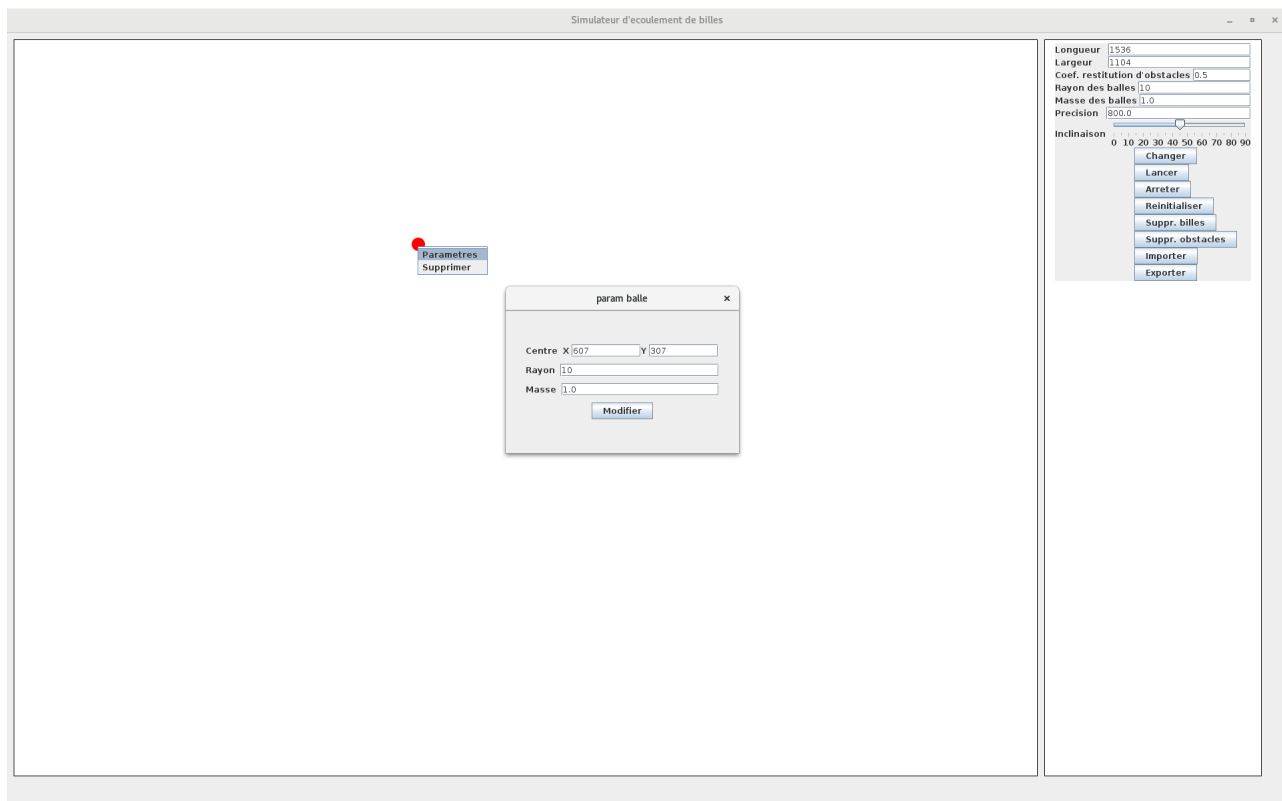 Simulateur d'ecoulement de billes
Longueur 1536
Largeur 1104
Coef. restitution d'obstacles 0.5
Rayon des balles 10
Masse des balles 1.0
Precision 800.0
Inclinaison
0 10 20 30 40 50 60 70 80 90
Changer
Lancer
Arreter
Reinitialiser
Suppr. billes
Suppr. obstacles
Importer
Exporter
Parametres
Supprimer
param balle
Centre X 607 Y 307
Rayon 10
Masse 1.0
Modifier